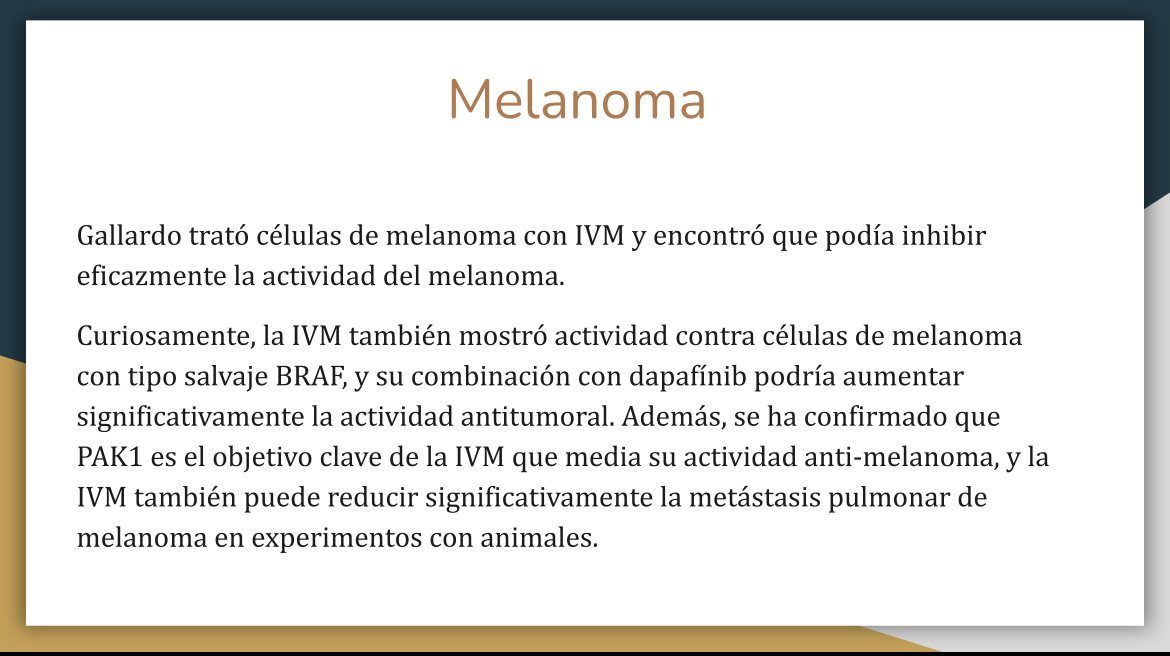 Melanoma
Gallardo trató células de melanoma con IVM y encontró que podía inhibir
eficazmente la actividad del melanoma.
Curiosamente, la IVM también mostró actividad contra células de melanoma
con tipo salvaje BRAF, y su combinación con dapafínib podría aumentar
significativamente la actividad antitumoral. Además, se ha confirmado que
PAK1 es el objetivo clave de la IVM que media su actividad anti-melanoma, y la
IVM también puede reducir significativamente la metástasis pulmonar de
melanoma en experimentos con animales.